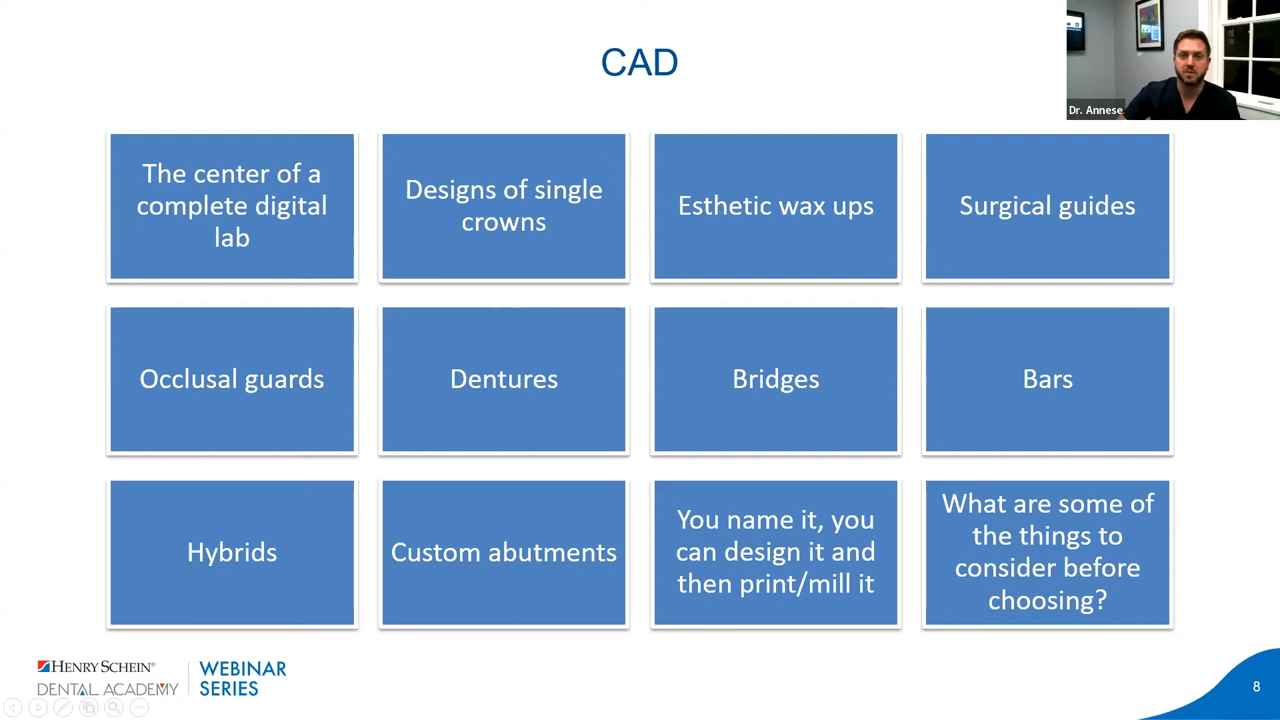 CAD
Dr. Annese
The center of a
complete digital
lab
Designs of single
crowns
Esthetic wax ups
Surgical guides
Occlusal guards
Dentures
Bridges
Bars
Hybrids
Custom abutments
You name it, you
can design it and
then print/mill it
What are some of
the things to
consider before
choosing?
HENRY SCHEIN®
DENTAL ACADEMY
WEBINAR
SERIES
8